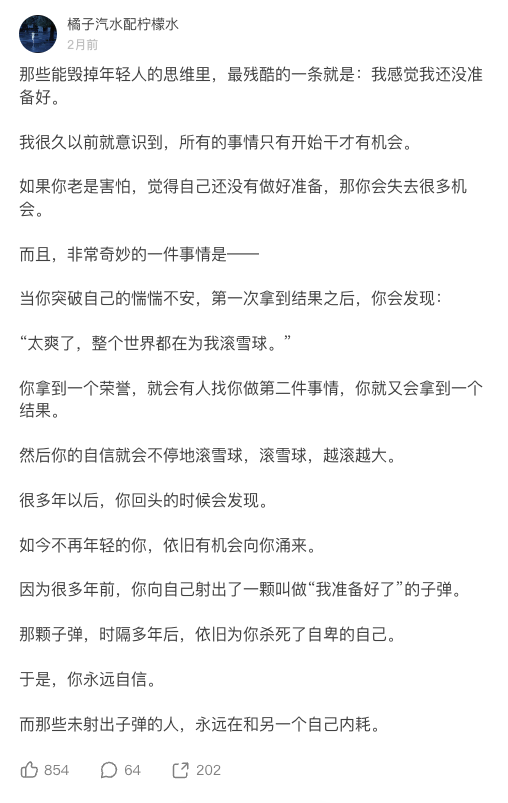 橘子汽水配柠檬水
2月前
那些能毁掉年轻人的思维里，最残酷的一条就是：我感觉我还没准
备好。
我很久以前就意识到，所有的事情只有开始干才有机会。
如果你老是害怕，觉得自己还没有做好准备，那你会失去很多机
会。
而且，非常奇妙的一件事情是——
当你突破自己的惴惴不安，第一次拿到结果之后，你会发现：
“太爽了，整个世界都在为我滚雪球。”
你拿到一个荣誉，就会有人找你做第二件事情，你就又会拿到一个
结果。
然后你的自信就会不停地滚雪球，滚雪球，越滚越大。
很多年以后，你回头的时候会发现。
如今不再年轻的你，依旧有机会向你涌来。
因为很多年前，你向自己射出了一颗叫做“我准备好了”的子弹。
那颗子弹，时隔多年后，依旧为你杀死了自卑的自己。
于是，你永远自信。
而那些未射出子弹的人，永远在和另一个自己内耗。
854 64 202